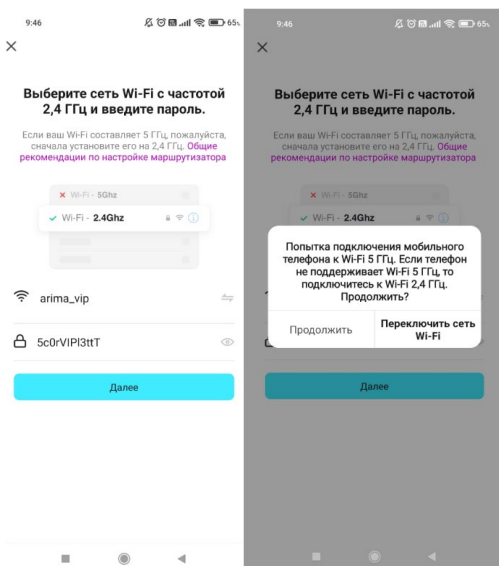 9:46
65%
Выберите сеть Wi-Fi с частотой
2,4 ГГц и введите пароль.
Если ваш Wi-Fi составляет 5 ГГц, пожалуйста,
сначала установите его на 2,4 ГГц. Общие
рекомендации по настройке маршрутизатора
Wi-Fi - 5Ghz
Wi-Fi - 2.4Ghz
arima_vip
5c0rVIPl3ttT
Далее
9:46
65%
Выберите сеть Wi-Fi с частотой
2,4 ГГц и введите пароль.
Если ваш Wi-Fi составляет 5 ГГц, пожалуйста,
сначала установите его на 2,4 ГГц. Общие
рекомендации по настройке маршрутизатора
Wi-Fi - 5Ghz
Wi-Fi - 2.4Ghz
Попытка подключения мобильного
телефона к Wi-Fi 5 ГГц. Если телефон
не поддерживает Wi-Fi 5 ГГц, то
подключитесь к Wi-Fi 2,4 ГГц.
Продолжить?
Продолжить
Переключить сеть
Wi-Fi
Далее